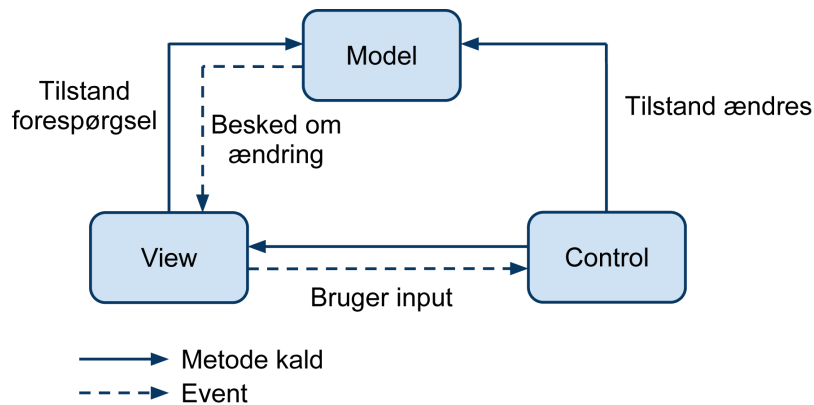 Model
Tilstand
forespørgsel
Besked om
ændring
Tilstand ændres
View
Control
Bruger input
Metode kald
Event